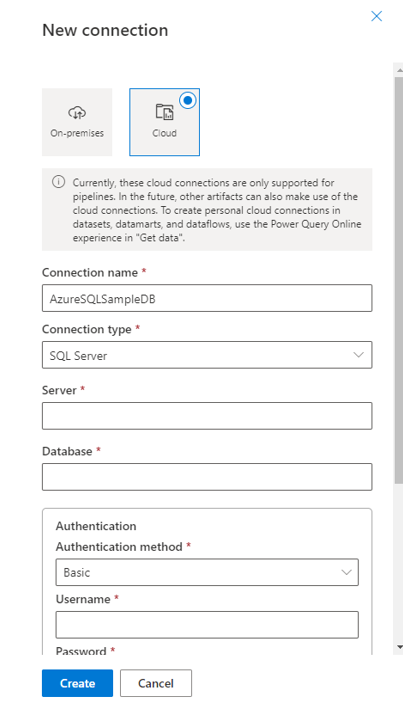 New connection
On-premises
Cloud
Currently, these cloud connections are only supported for
pipelines. In the future, other artifacts can also make use of the
cloud connections. To create personal cloud connections in
datasets, datamarts, and dataflows, use the Power Query Online
experience in "Get data".
Connection name *
AzureSQLSampleDB
Connection type *
SQL Server
Server *
Database *
Authentication
Authentication method *
Basic
Username *
Password *
Create
Cancel